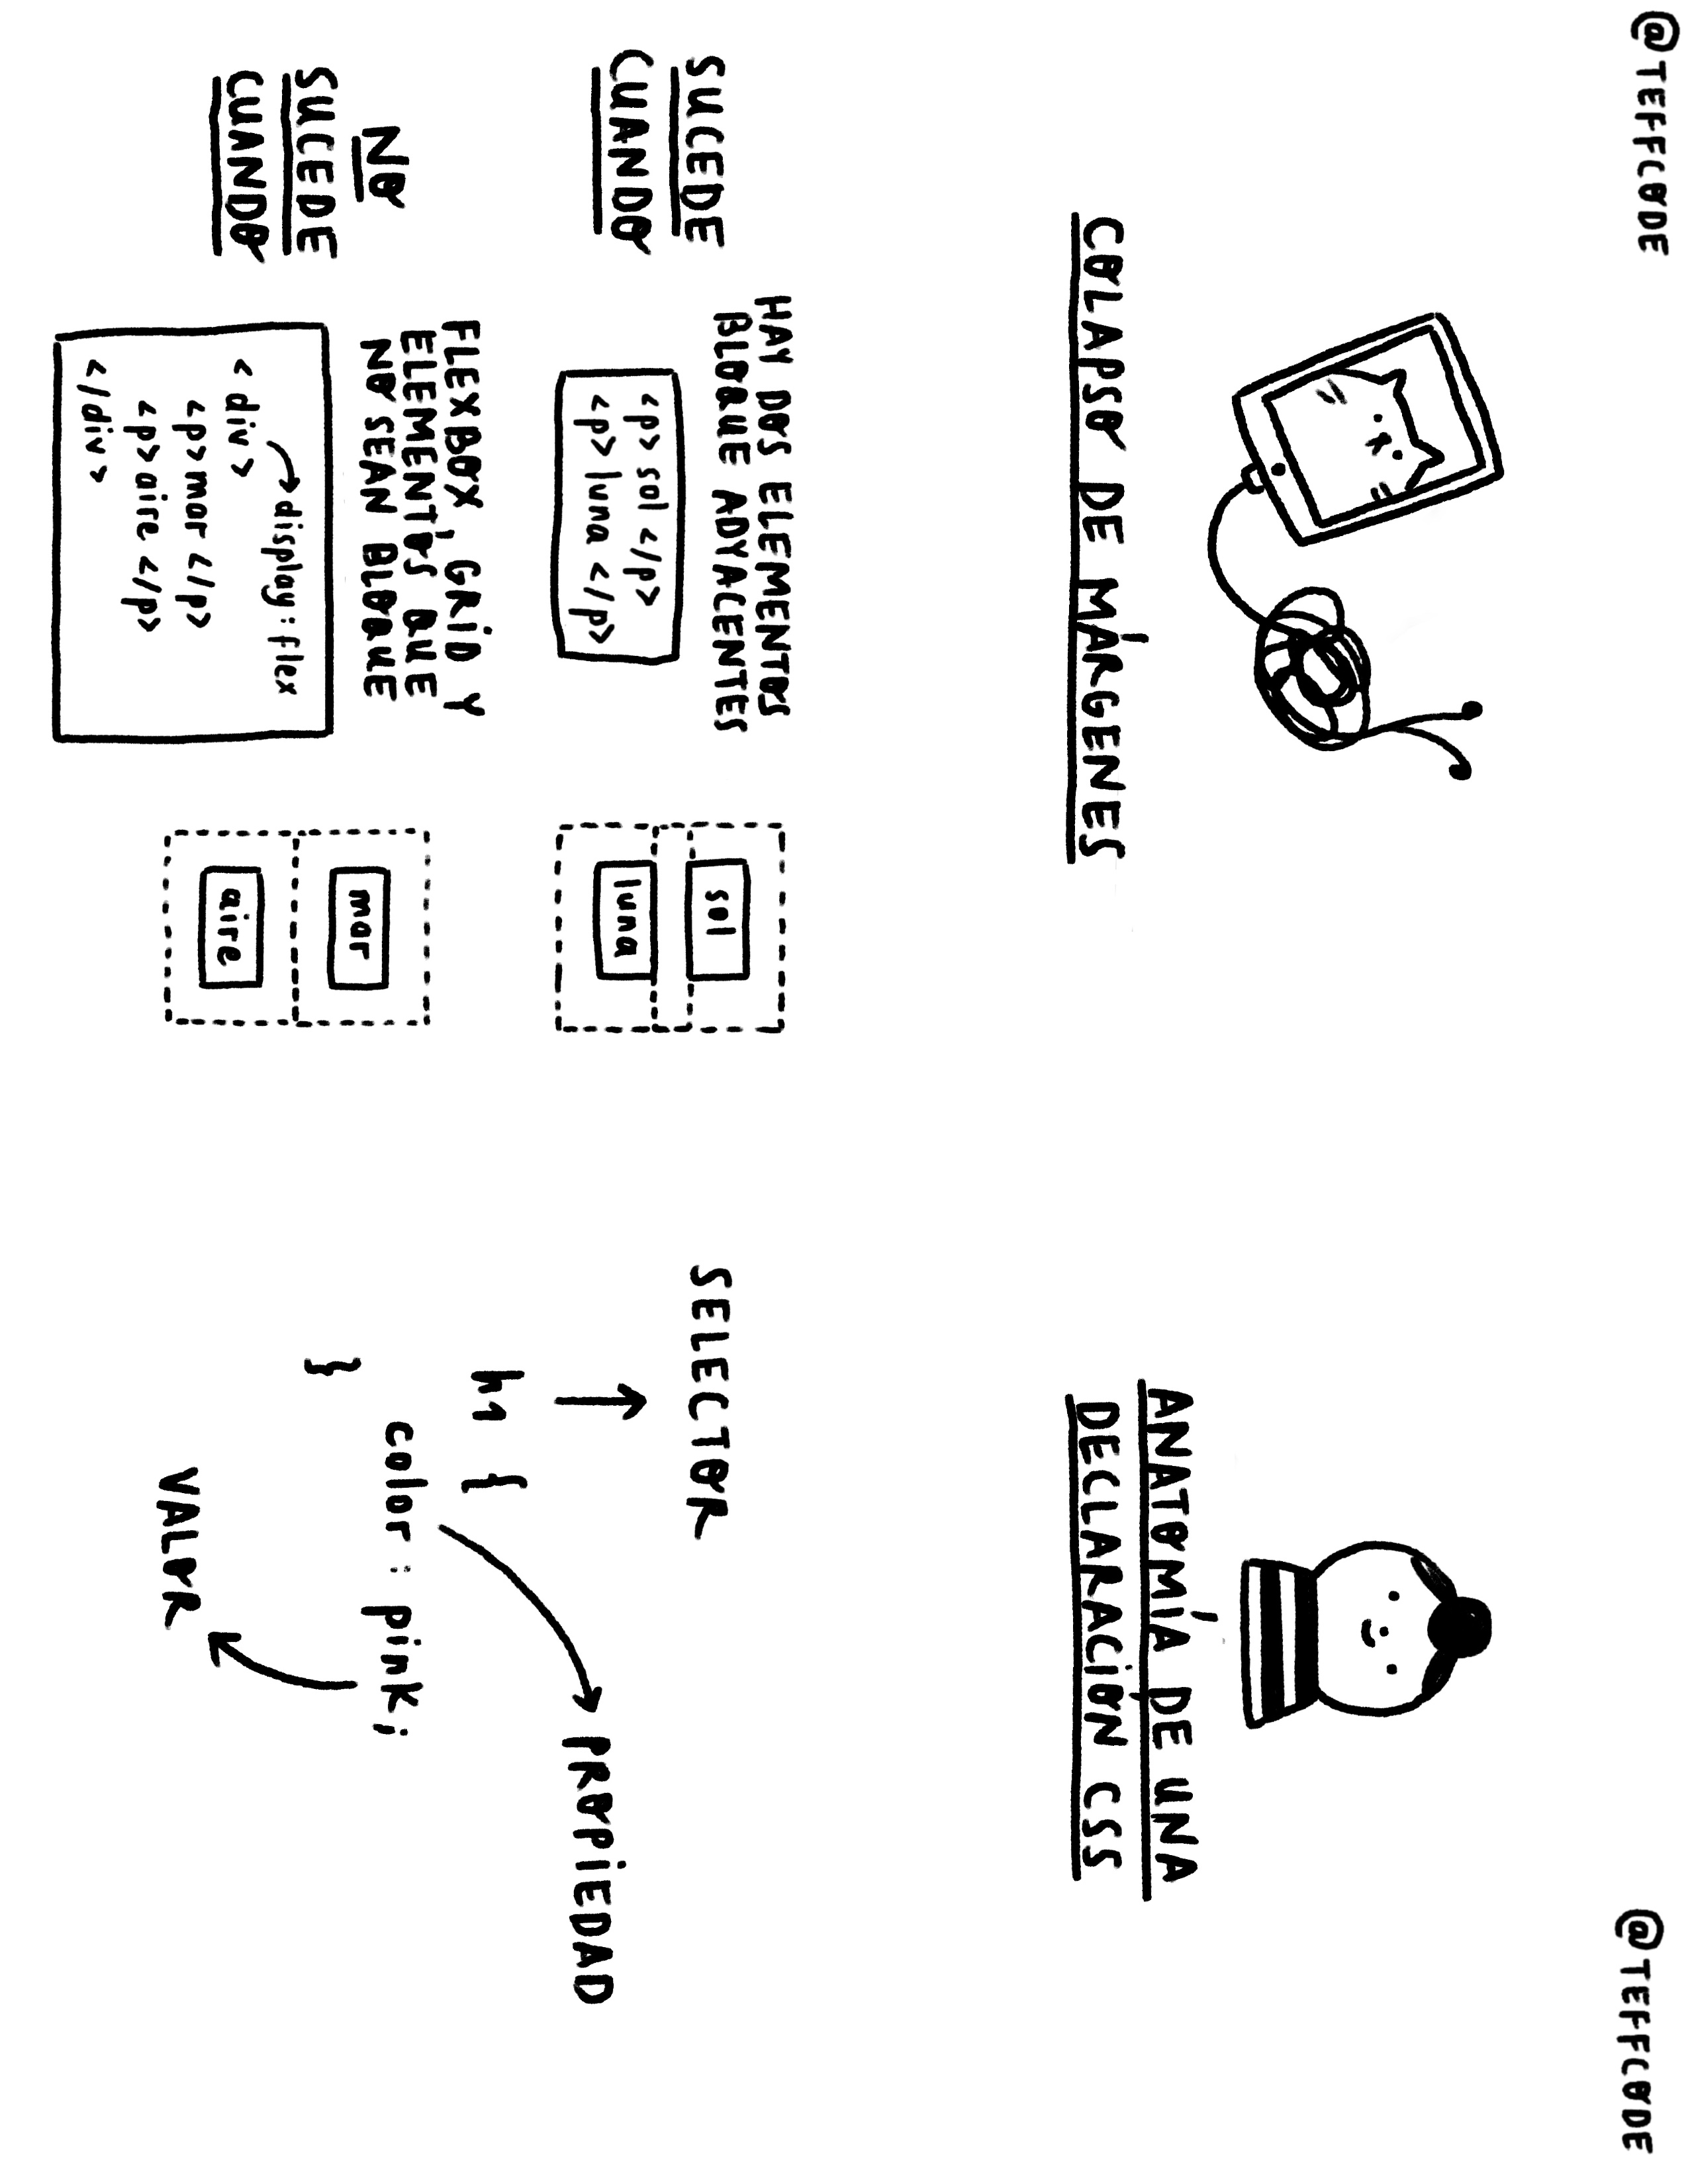 @TEFFCODE
COLAPSO DE MÁRGENES
SUCEDE
CUANDO
HAY DOS ELEMENTOS
BLOQUE ADYACENTES
<p> sol </p>
<p> luna </p>
sol
luna
NO
SUCEDE
CUANDO
FLEXBOX, GRID Y
ELEMENTOS QUE
NO SEAN BLOQUE
display: flex
<div>
<p> mar </p>
<p> aire </p>
</div>
mar
aire
@TEFFCODE
ANATOMÍA DE UNA
DECLARACIÓN CSS
SELECTOR
PROPIEDAD
h1 {
color : pink;
}
VALOR